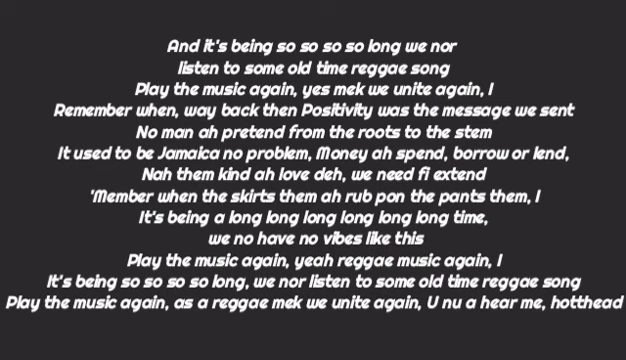 And it's being so so so so long we nor
listen to some old time reggae song
Play the music again, yes mek we unite again, I
Remember when, way back then Positivity was the message we sent
No man ah pretend from the roots to the stem
It used to be Jamaica no problem, Money ah spend, borrow or lend,
Nah them kind ah love deh, we need fi extend
'Member when the skirts them ah rub pon the pants them, I
It's being a long long long long long long time,
we no have no vibes like this
Play the music again, yeah reggae music again, I
It's being so so so so long, we nor listen to some old time reggae song
Play the music again, as a reggae mek we unite again, U nu a hear me, hotthead